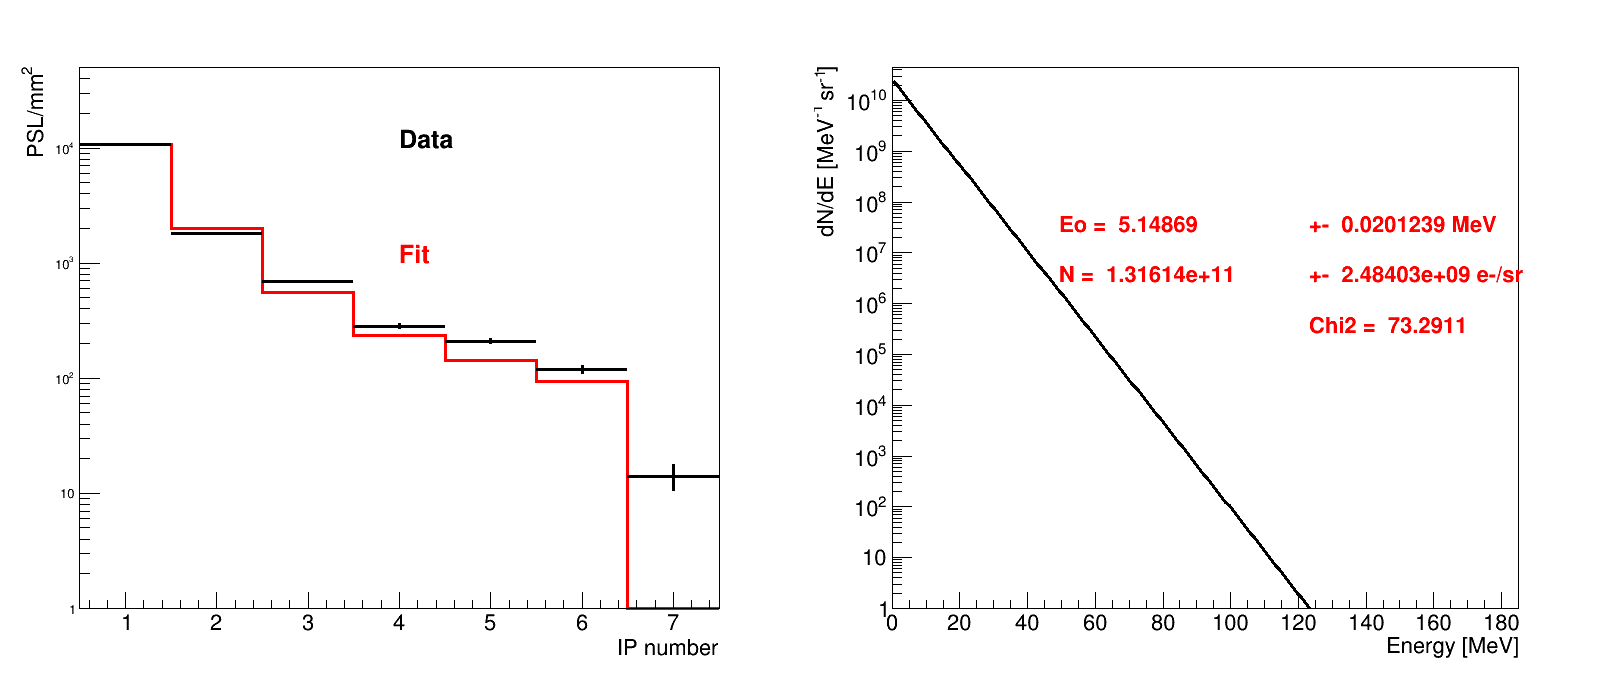 PSL/mm²
Data
Fit
10⁴
10³
10²
10
1
1 2 3 4 5 6 7
IP number
dN/dE [MeV⁻¹ sr⁻¹]
10¹⁰
10⁹
10⁸
10⁷
10⁶
10⁵
10⁴
10³
10²
10
1
Eo = 5.14869 +- 0.0201239 MeV
N = 1.31614e+11 +- 2.48403e+09 e-/sr
Chi2 = 73.2911
0 20 40 60 80 100 120 140 160 180
Energy [MeV]